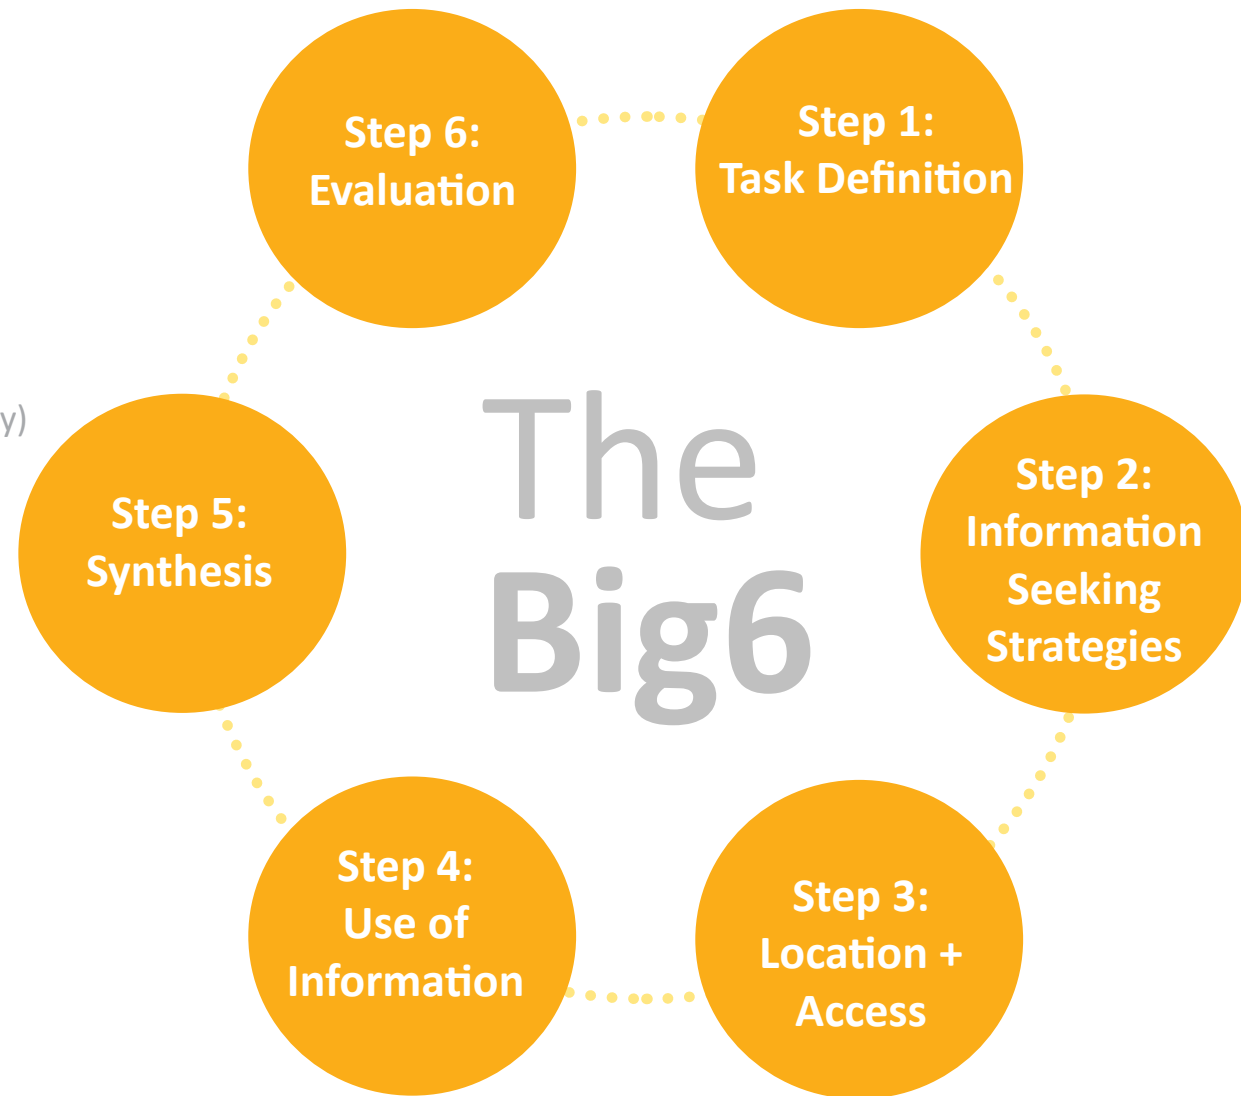 The
Big6
Step 1:
Task Definition
Step 2:
Information
Seeking
Strategies
Step 3:
Location +
Access
Step 4:
Use of
Information
Step 5:
Synthesis
Step 6:
Evaluation
y)